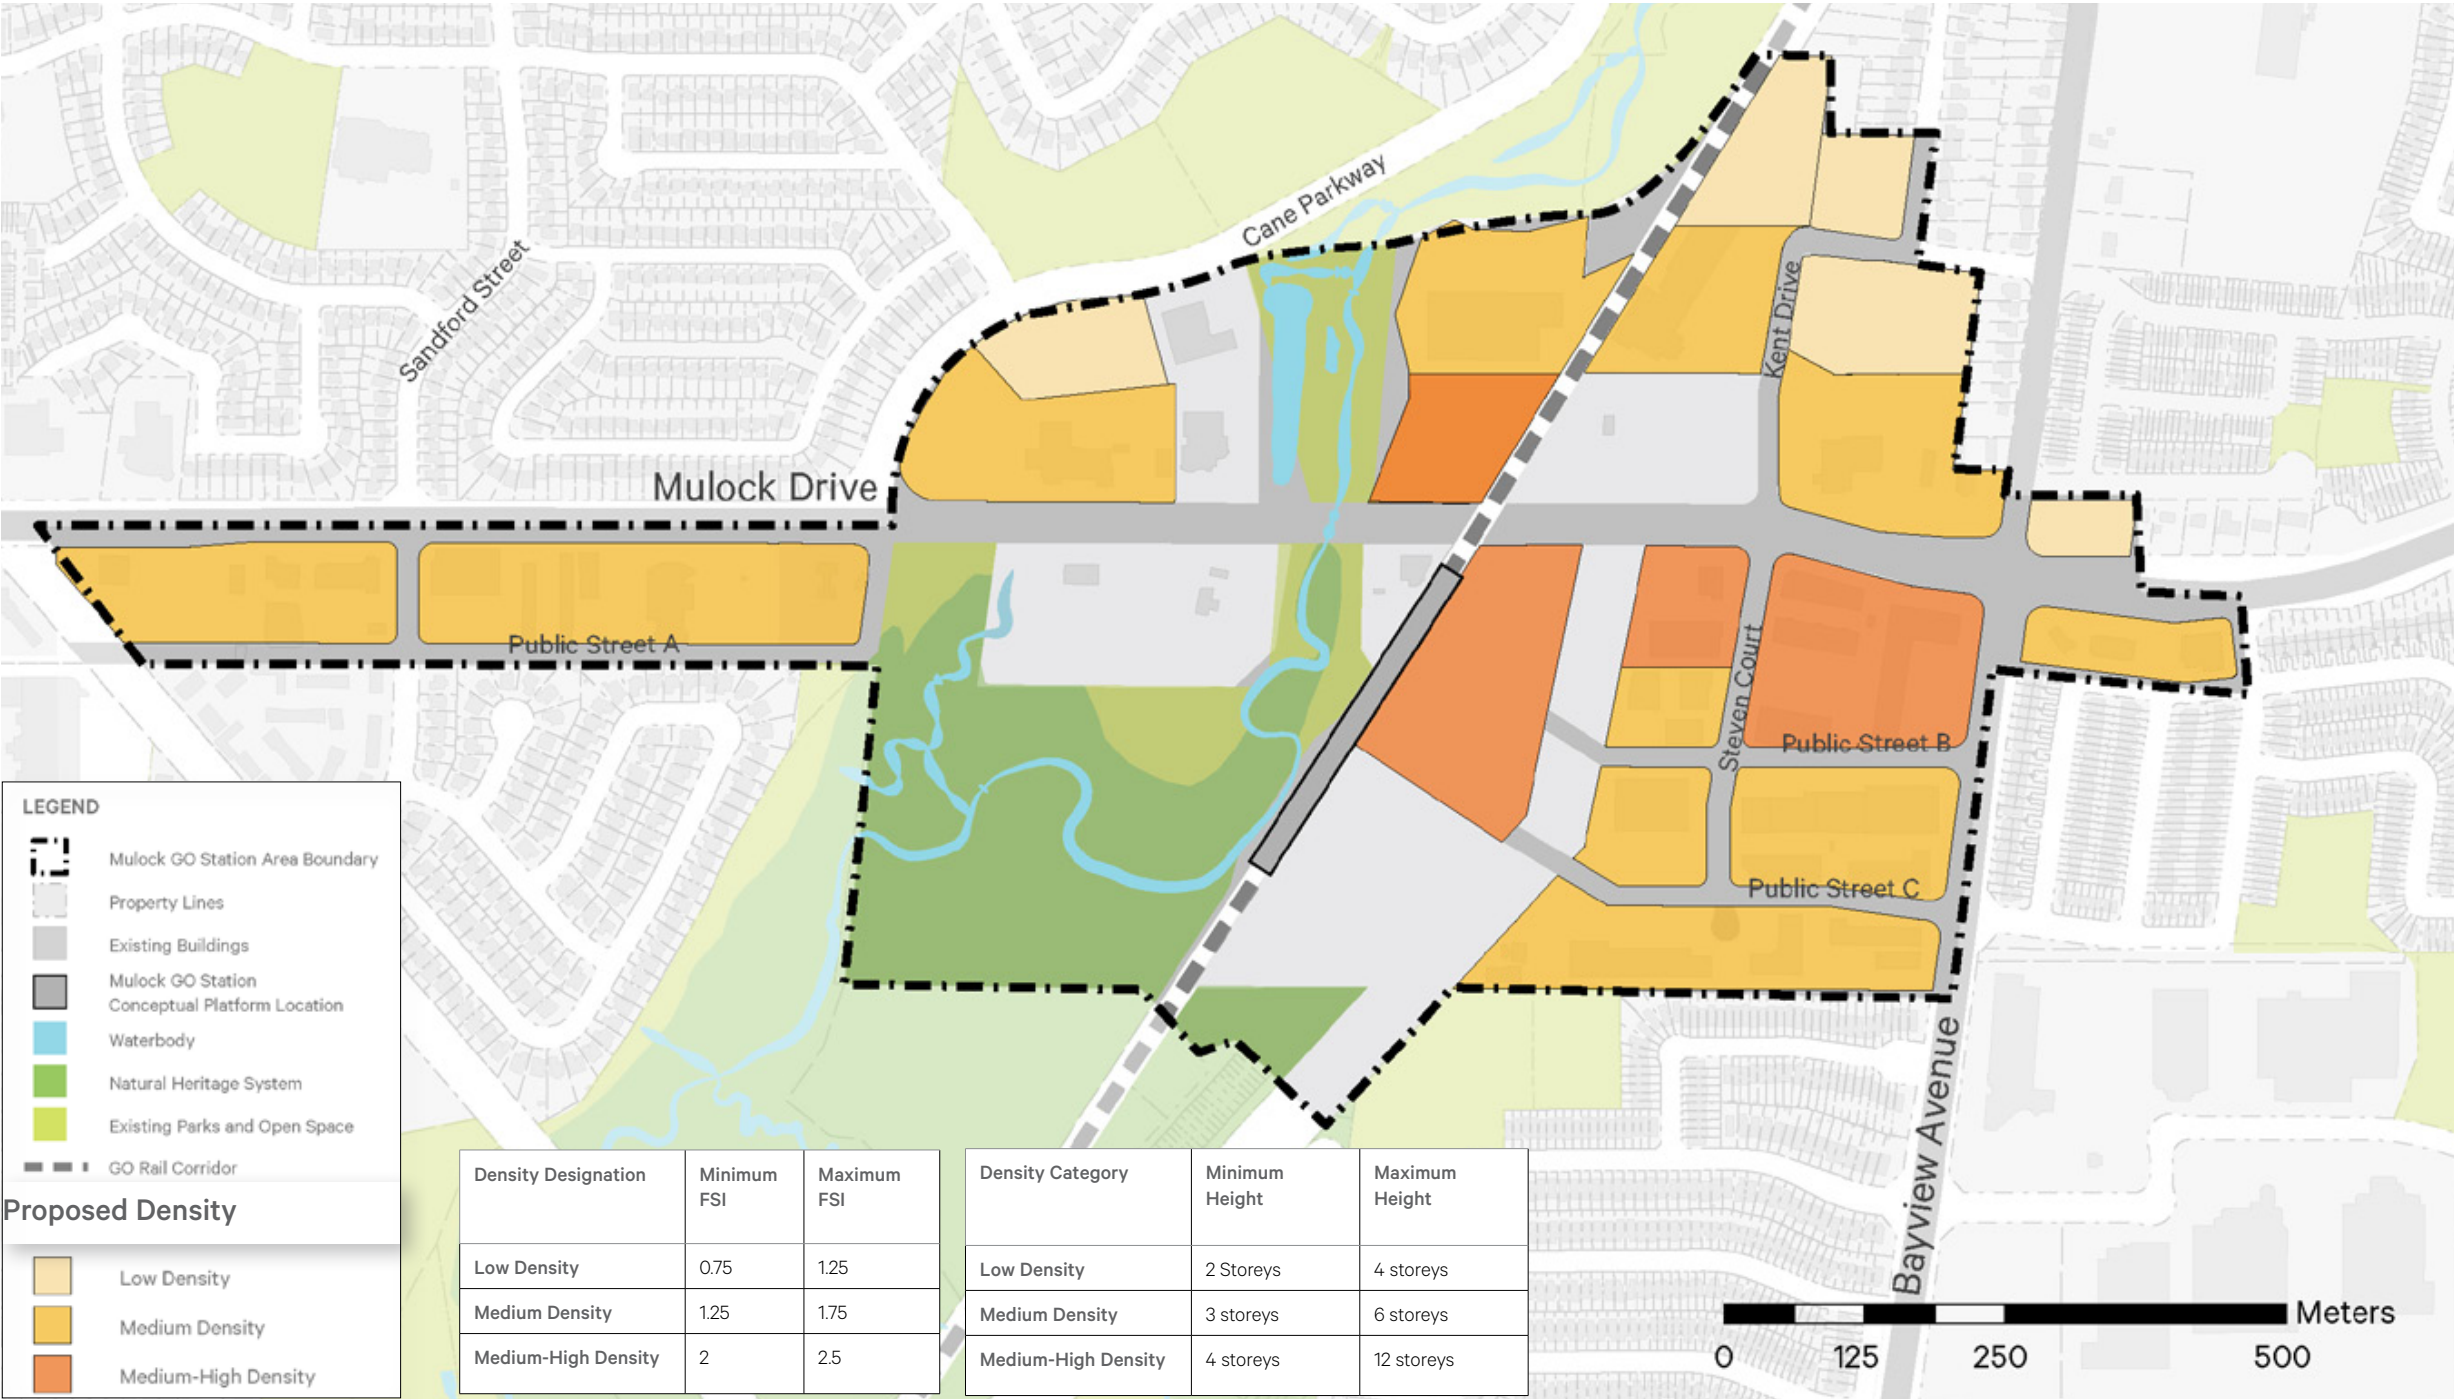 Cane Parkway
Sandford Street
Kent Drive
Mulock Drive
Public Street A
Steven Court
Public Street B
Public Street C
Bayview Avenue
LEGEND
Mulock GO Station Area Boundary
Property Lines
Existing Buildings
Mulock GO Station
Conceptual Platform Location
Waterbody
Natural Heritage System
Existing Parks and Open Space
GO Rail Corridor
Proposed Density
Low Density
Medium Density
Medium-High Density
Density Designation Minimum FSI Maximum FSI
Low Density 0.75 1.25
Medium Density 1.25 1.75
Medium-High Density 2 2.5
Density Category Minimum Height Maximum Height
Low Density 2 Storeys 4 storeys
Medium Density 3 storeys 6 storeys
Medium-High Density 4 storeys 12 storeys
Meters
0 125 250 500